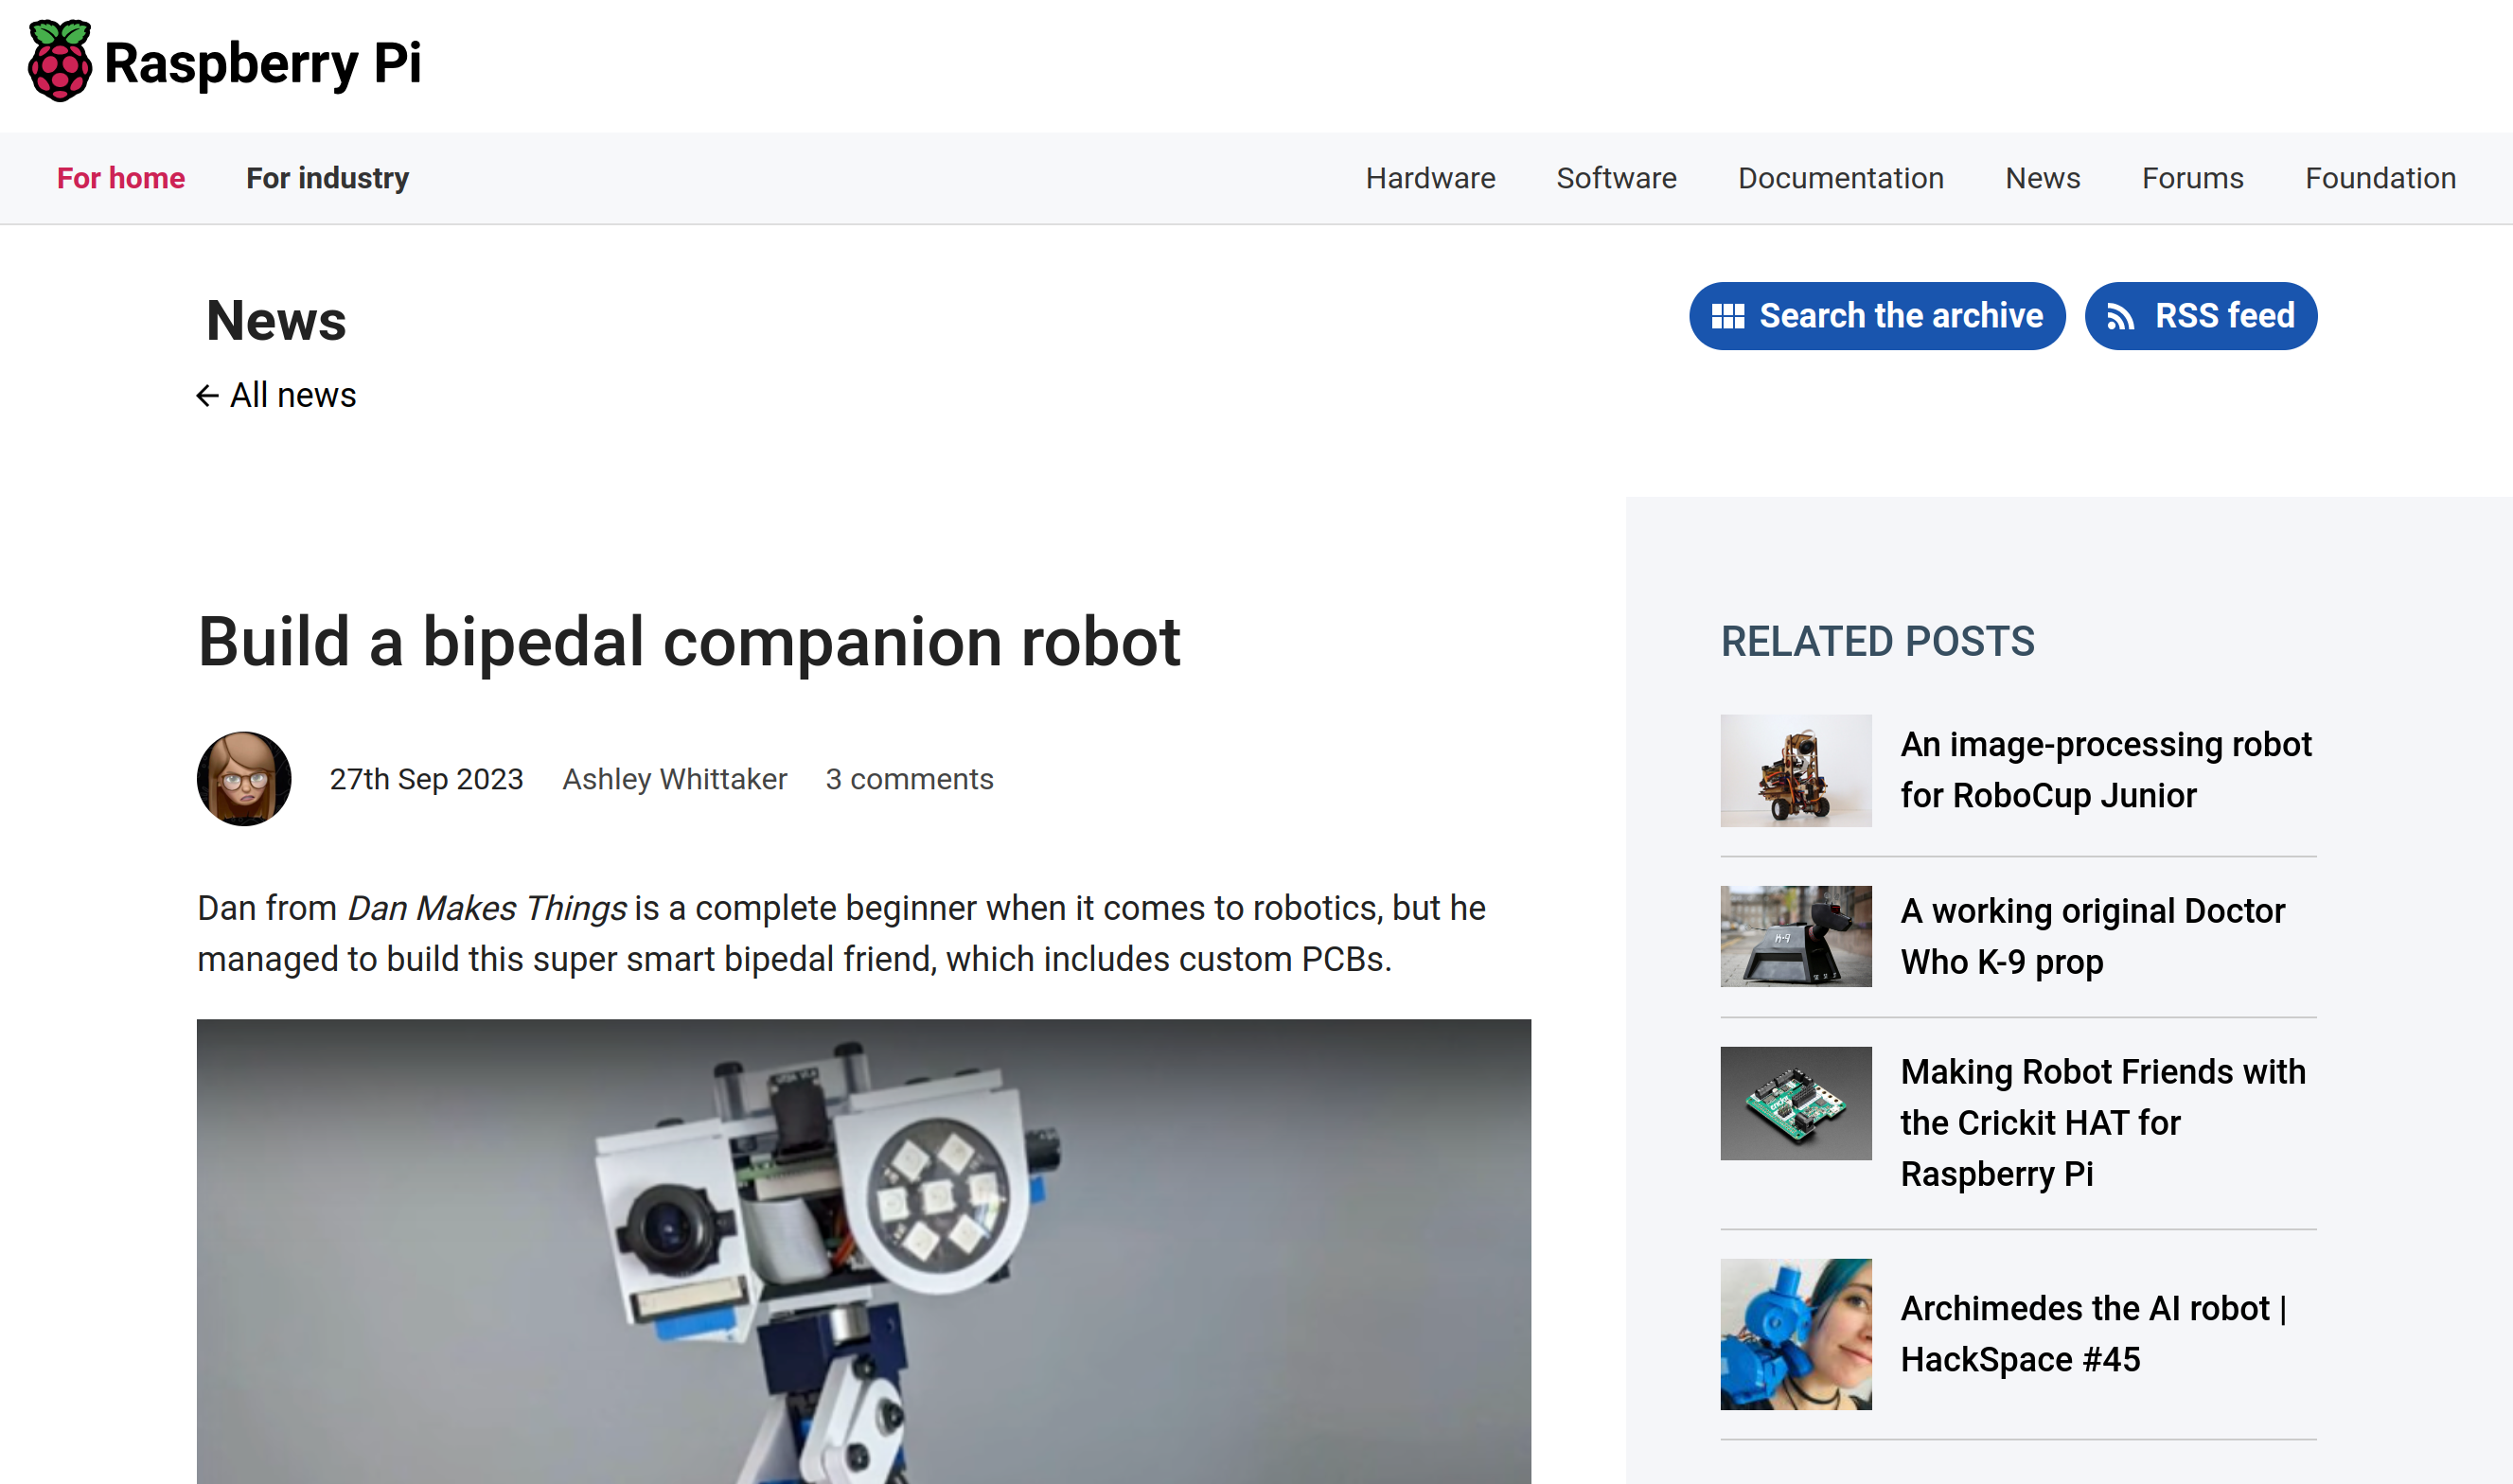 Raspberry Pi
For home
For industry
Hardware
Software
Documentation
News
Forums
Foundation
News
Search the archive
RSS feed
← All news
Build a bipedal companion robot
27th Sep 2023
Ashley Whittaker
3 comments
Dan from Dan Makes Things is a complete beginner when it comes to robotics, but he
managed to build this super smart bipedal friend, which includes custom PCBs.
RELATED POSTS
An image-processing robot
for RoboCup Junior
A working original Doctor
Who K-9 prop
K-9
Making Robot Friends with
the Crickit HAT for
Raspberry Pi
Archimedes the AI robot |
HackSpace #45